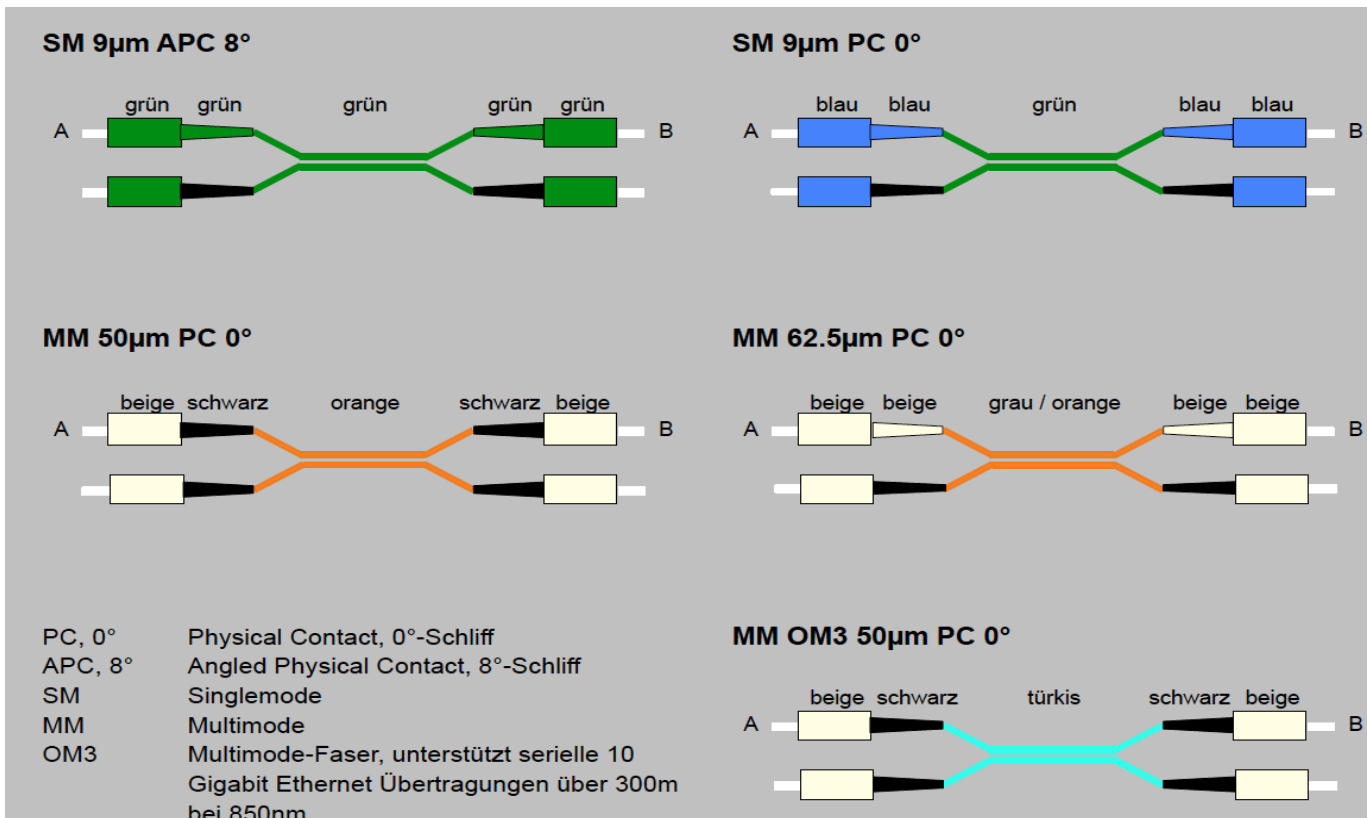 SM 9µm APC 8°
grün grün grün grün grün
A B
SM 9µm PC 0°
blau blau grün blau blau
A B
MM 50µm PC 0°
beige schwarz orange schwarz beige
A B
MM 62.5µm PC 0°
beige beige grau / orange beige beige
A B
PC, 0° Physical Contact, 0°-Schliff
APC, 8° Angled Physical Contact, 8°-Schliff
SM Singlemode
MM Multimode
OM3 Multimode-Faser, unterstützt serielle 10
Gigabit Ethernet Übertragungen über 300m
bei 850nm
MM OM3 50µm PC 0°
beige schwarz türkis schwarz beige
A B